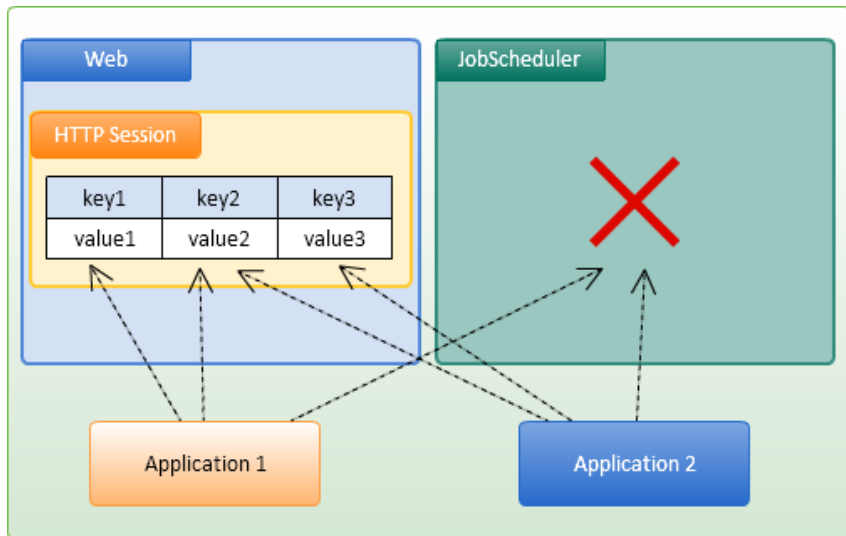 Web
JobScheduler
HTTP Session
key1 key2 key3
value1 value2 value3
Application 1
Application 2